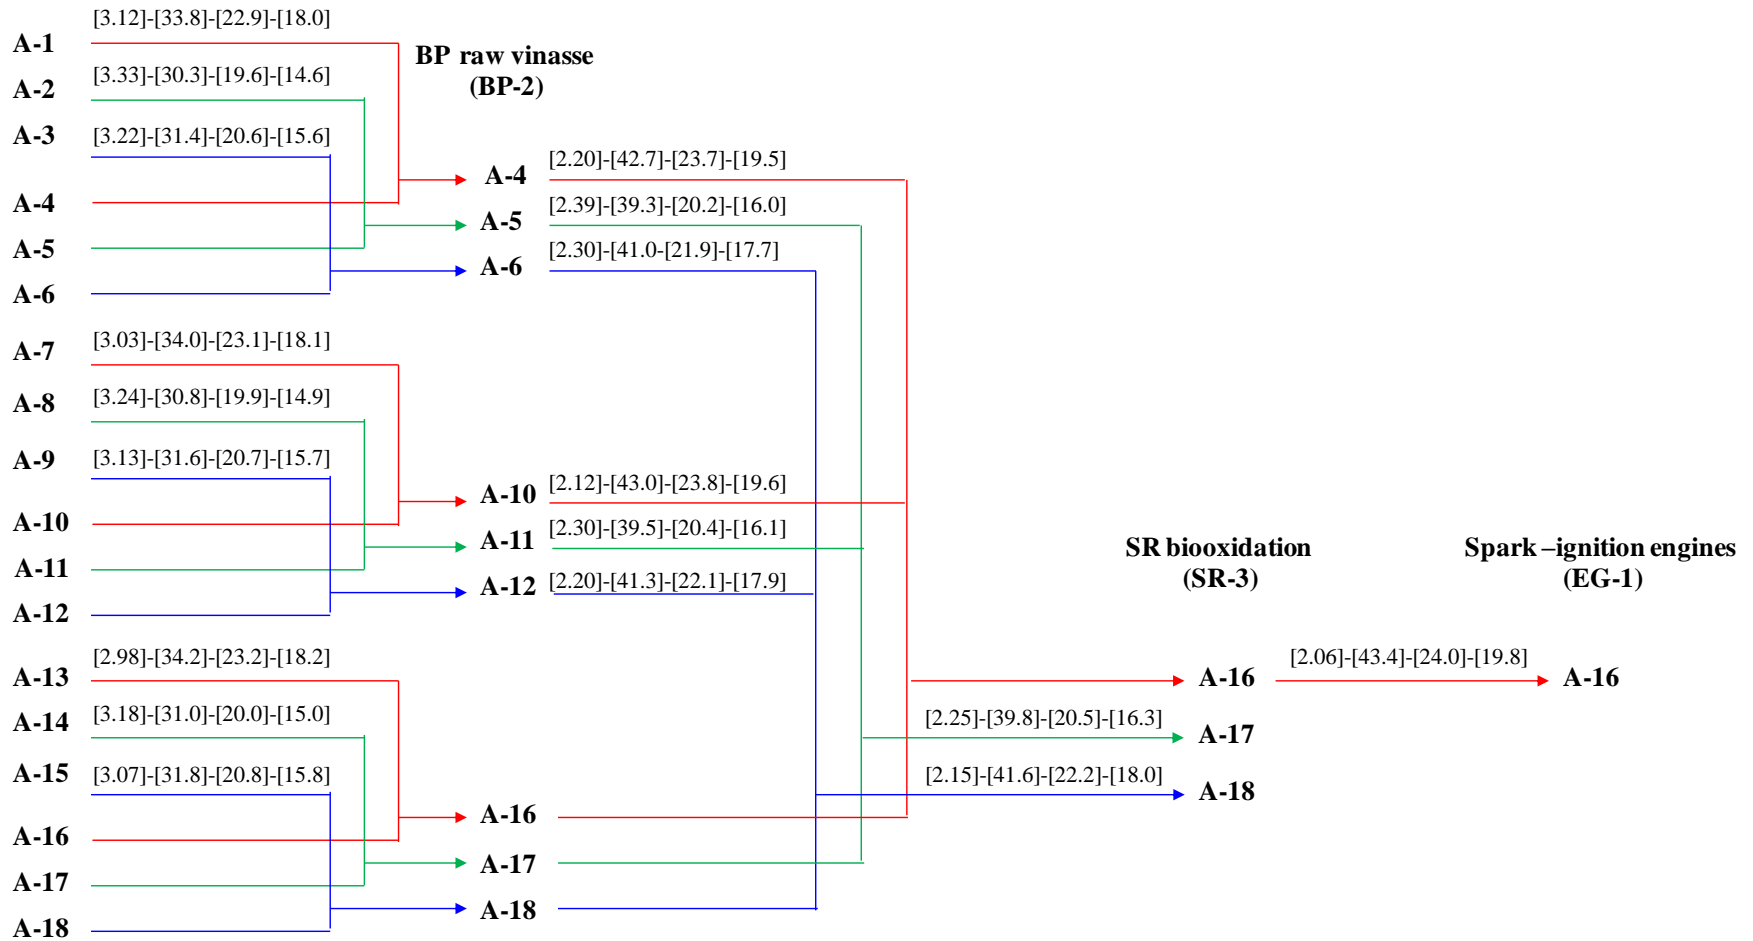 [3.12]-[33.8]-[22.9]-[18.0]
A-1
BP raw vinasse
(BP-2)
[3.33]-[30.3]-[19.6]-[14.6]
A-2
[3.22]-[31.4]-[20.6]-[15.6]
A-3
A-4
A-5
A-6
A-4
[2.20]-[42.7]-[23.7]-[19.5]
A-5
[2.39]-[39.3]-[20.2]-[16.0]
A-6
[2.30]-[41.0-[21.9]-[17.7]
[3.03]-[34.0]-[23.1]-[18.1]
A-7
[3.24]-[30.8]-[19.9]-[14.9]
A-8
[3.13]-[31.6]-[20.7]-[15.7]
A-9
A-10
A-11
A-12
A-10
[2.12]-[43.0]-[23.8]-[19.6]
A-11
[2.30]-[39.5]-[20.4]-[16.1]
A-12
[2.20]-[41.3]-[22.1]-[17.9]
SR biooxidation
(SR-3)
Spark –ignition engines
(EG-1)
[2.98]-[34.2]-[23.2]-[18.2]
A-13
[3.18]-[31.0]-[20.0]-[15.0]
A-14
[3.07]-[31.8]-[20.8]-[15.8]
A-15
A-16
A-17
A-18
A-16
A-17
A-18
A-16
[2.06]-[43.4]-[24.0]-[19.8]
A-16
[2.25]-[39.8]-[20.5]-[16.3]
A-17
[2.15]-[41.6]-[22.2]-[18.0]
A-18